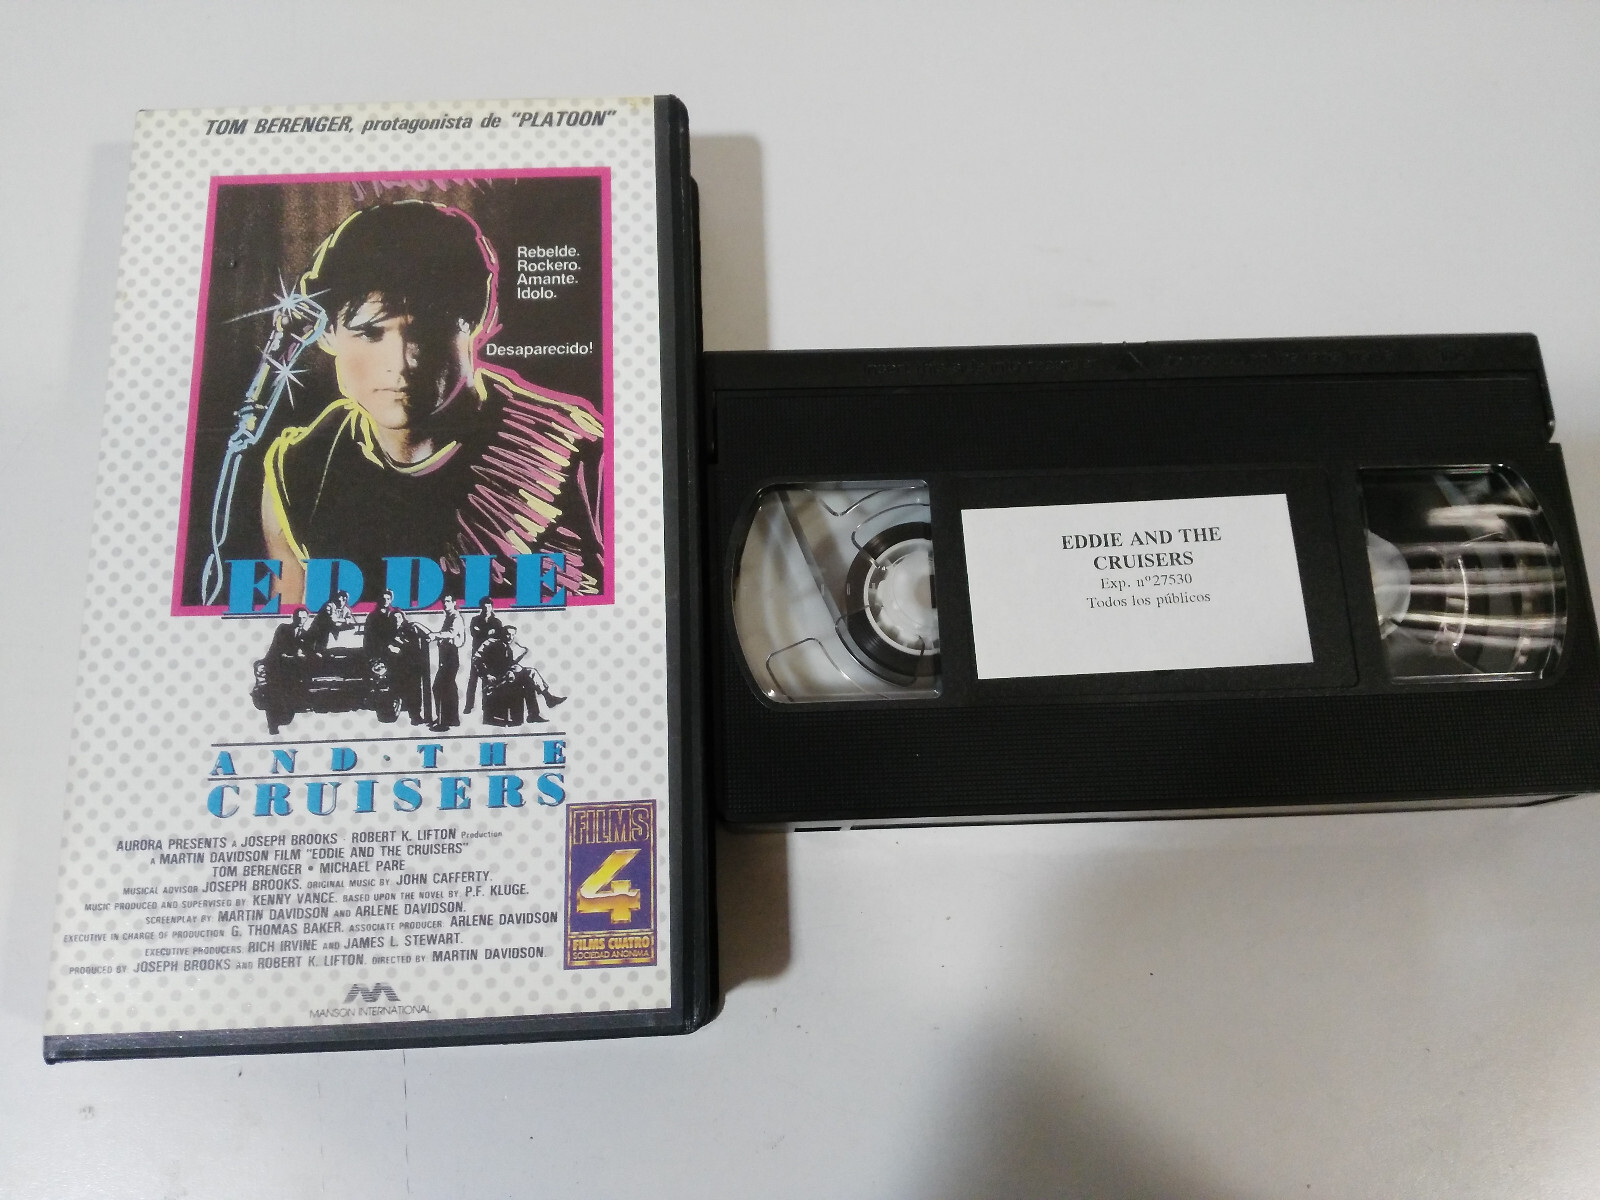 TOM BERENGER, protagonista de "PLATOON"
Rebelde.
Rockero.
Amante.
Idolo.
Desaparecido!
EDDIE
AND · THE
CRUISERS
AURORA PRESENTS A JOSEPH BROOKS · ROBERT K. LIFTON Production
A MARTIN DAVIDSON FILM "EDDIE AND THE CRUISERS"
TOM BERENGER • MICHAEL PARE
MUSICAL ADVISOR JOSEPH BROOKS. ORIGINAL MUSIC BY JOHN CAFFERTY.
MUSIC PRODUCED AND SUPERVISED BY KENNY VANCE. BASED UPON THE NOVEL BY P.F. KLUGE.
SCREENPLAY BY MARTIN DAVIDSON AND ARLENE DAVIDSON.
EXECUTIVE IN CHARGE OF PRODUCTION G. THOMAS BAKER. ASSOCIATE PRODUCER ARLENE DAVIDSON
EXECUTIVE PRODUCERS RICH IRVINE AND JAMES L. STEWART.
PRODUCED BY JOSEPH BROOKS AND ROBERT K. LIFTON. DIRECTED BY MARTIN DAVIDSON
MANSON INTERNATIONAL
FILMS
4
FILMS CUATRO
SOCIEDAD ANONIMA
EDDIE AND THE
CRUISERS
Exp. nº27530
Todos los públicos